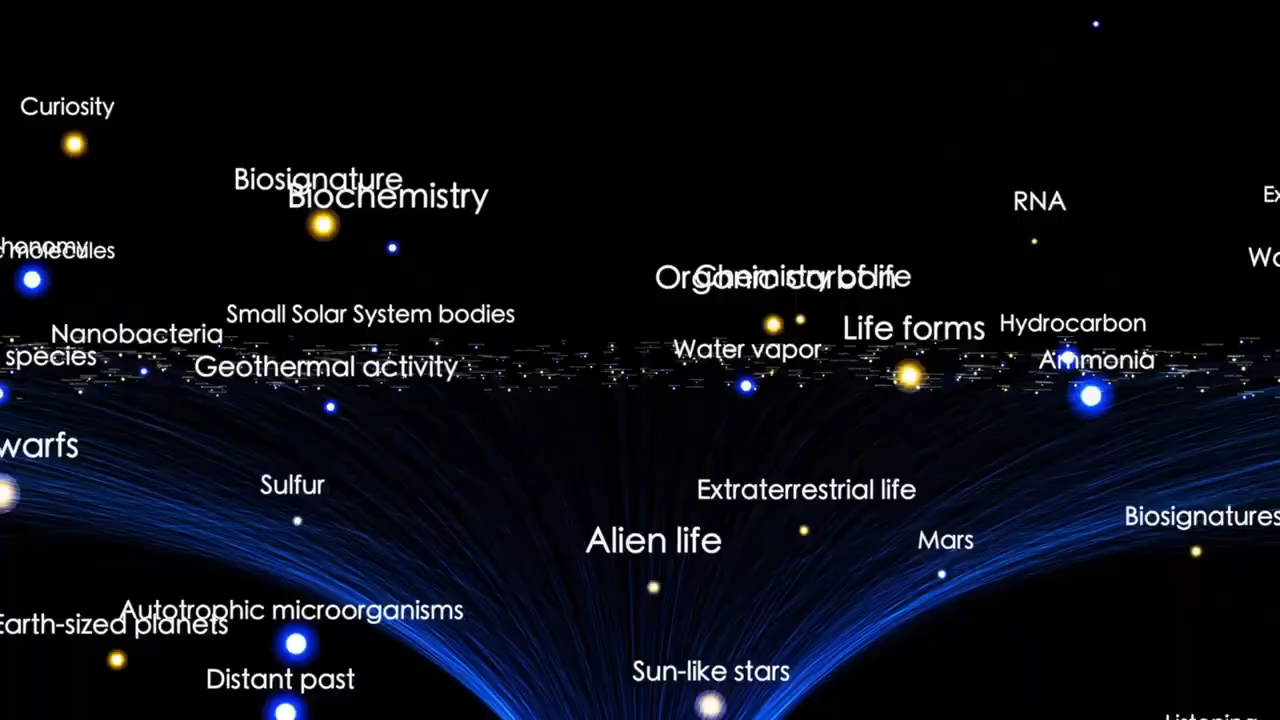 Curiosity
Biosignature
Biochemistry
RNA
molecules
Organic carbon
Chemistry of life
Small Solar System bodies
Nanobacteria
Life forms
Hydrocarbon
species
Water vapor
Ammonia
Geothermal activity
warfs
Sulfur
Extraterrestrial life
Biosignatures
Alien life
Mars
Autotrophic microorganisms
Earth-sized planets
Sun-like stars
Distant past